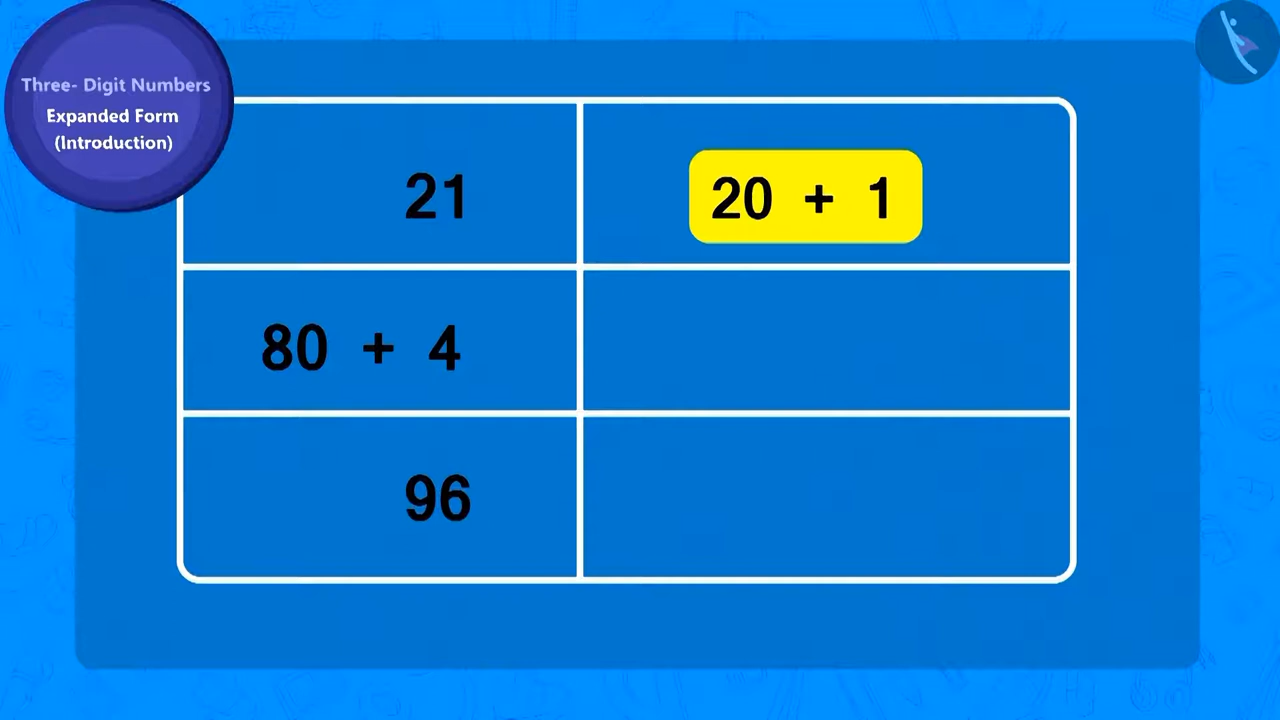 Three- Digit Numbers
Expanded Form
(Introduction)
21
20 + 1
80 + 4
96